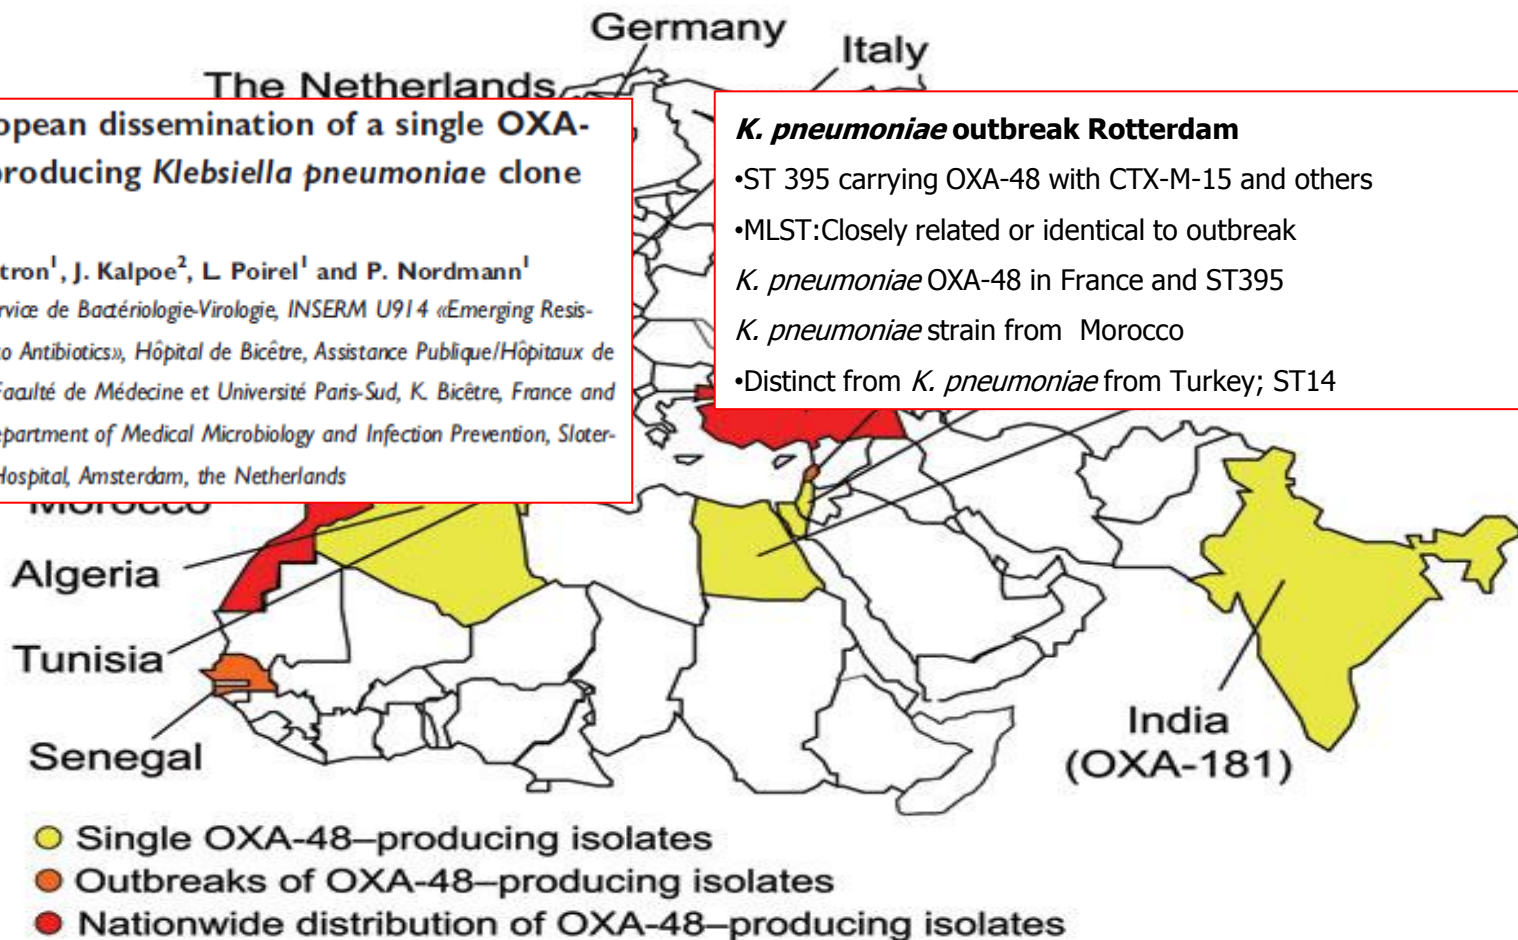 Germany
Italy
The Netherlands
opean dissemination of a single OXA-
producing Klebsiella pneumoniae clone
tron¹, J. Kalpoe², L. Poirel¹ and P. Nordmann¹
rvice de Bactériologie-Virologie, INSERM U914 «Emerging Resis-
to Antibiotics», Hôpital de Bicêtre, Assistance Publique/Hôpitaux de
Faculté de Médecine et Université Paris-Sud, K. Bicêtre, France and
epartment of Medical Microbiology and Infection Prevention, Sloter-
Hospital, Amsterdam, the Netherlands
K. pneumoniae outbreak Rotterdam
•ST 395 carrying OXA-48 with CTX-M-15 and others
•MLST:Closely related or identical to outbreak
K. pneumoniae OXA-48 in France and ST395
K. pneumoniae strain from Morocco
•Distinct from K. pneumoniae from Turkey; ST14
Morocco
Algeria
Tunisia
Senegal
India
(OXA-181)
Single OXA-48–producing isolates
Outbreaks of OXA-48–producing isolates
Nationwide distribution of OXA-48–producing isolates